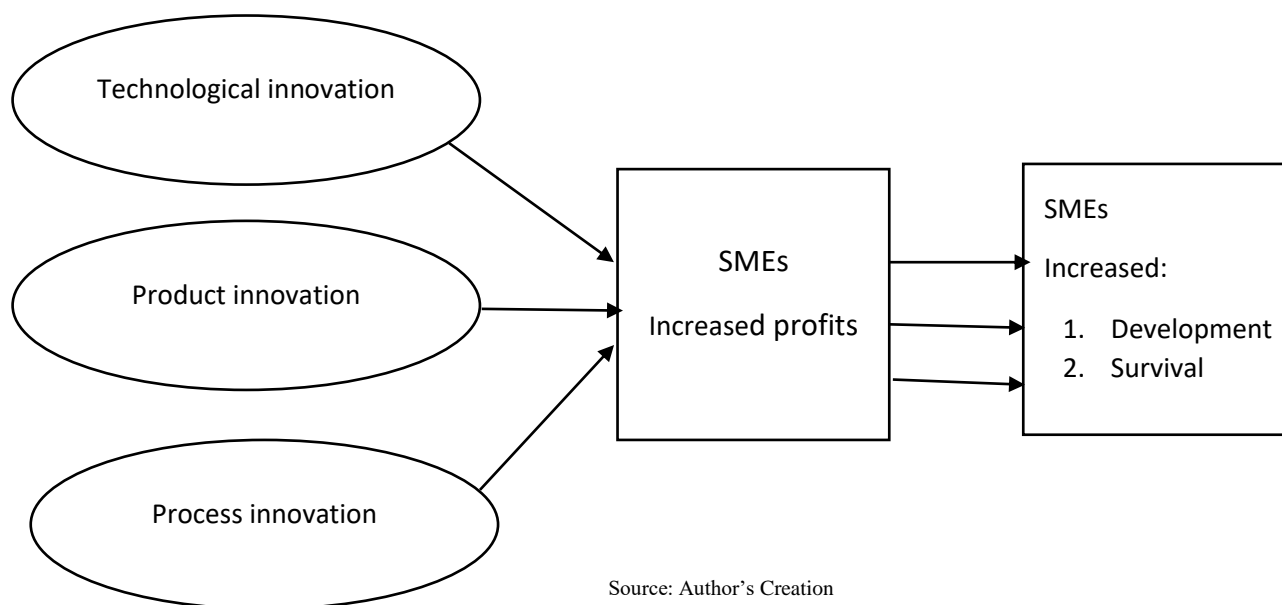 Technological innovation
Product innovation
Process innovation
SMEs
Increased profits
SMEs
Increased:
1. Development
2. Survival
Source: Author’s Creation